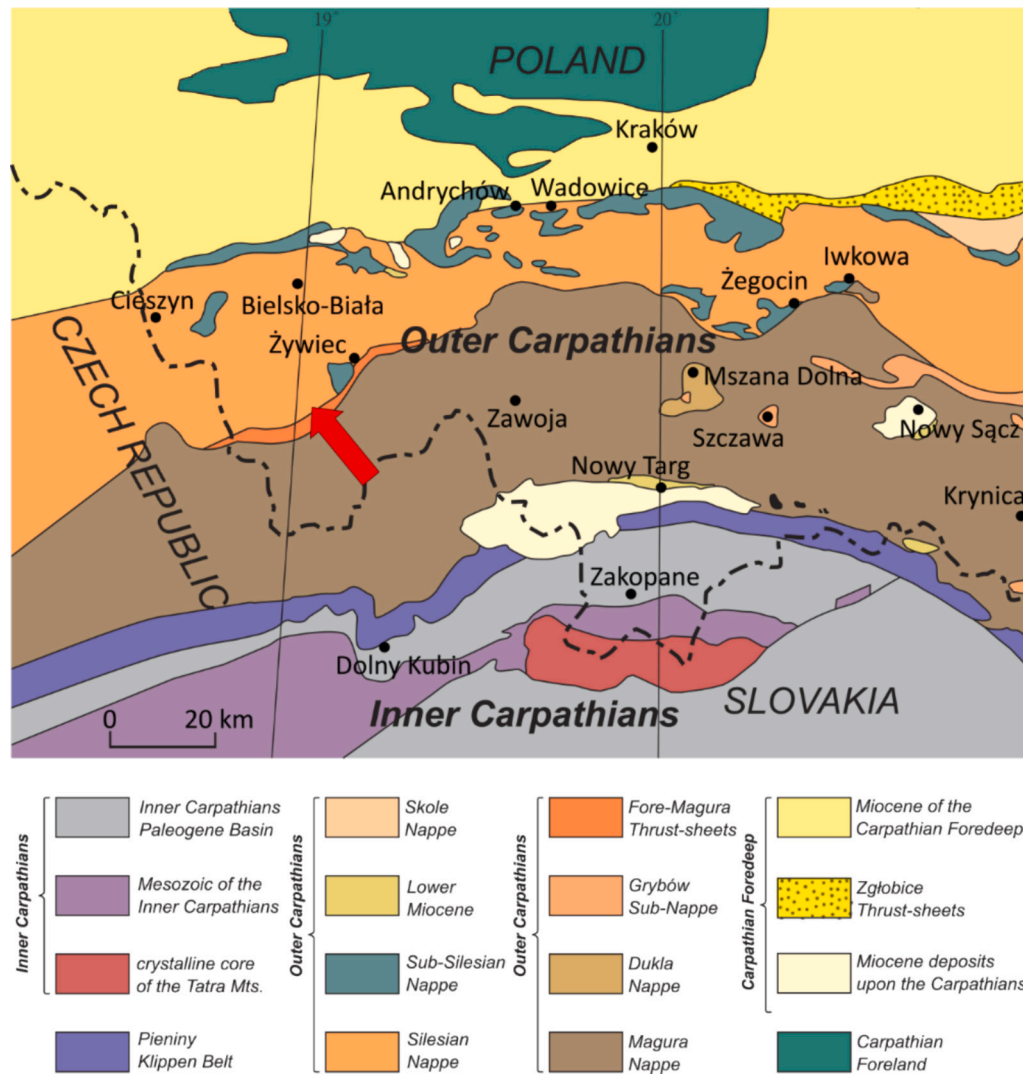 19°
20°
POLAND
Kraków
Andrychów
Wadowice
Iwkowa
Cieszyn
Bielsko-Biała
Żegocin
Żywiec
Outer Carpathians
CZECH REPUBLIC
Mszana Dolna
Zawoja
Szczawa
Nowy Sącz
Nowy Targ
Krynica
Zakopane
Dolny Kubin
SLOVAKIA
Inner Carpathians
0
20 km
Inner Carpathians
Inner Carpathians
Paleogene Basin
Mesozoic of the
Inner Carpathians
crystalline core
of the Tatra Mts.
Pieniny
Klippen Belt
Outer Carpathians
Skole
Nappe
Lower
Miocene
Sub-Silesian
Nappe
Silesian
Nappe
Outer Carpathians
Fore-Magura
Thrust-sheets
Grybów
Sub-Nappe
Dukla
Nappe
Magura
Nappe
Carpathian Foredeep
Miocene of the
Carpathian Foredeep
Zgłobice
Thrust-sheets
Miocene deposits
upon the Carpathians
Carpathian
Foreland